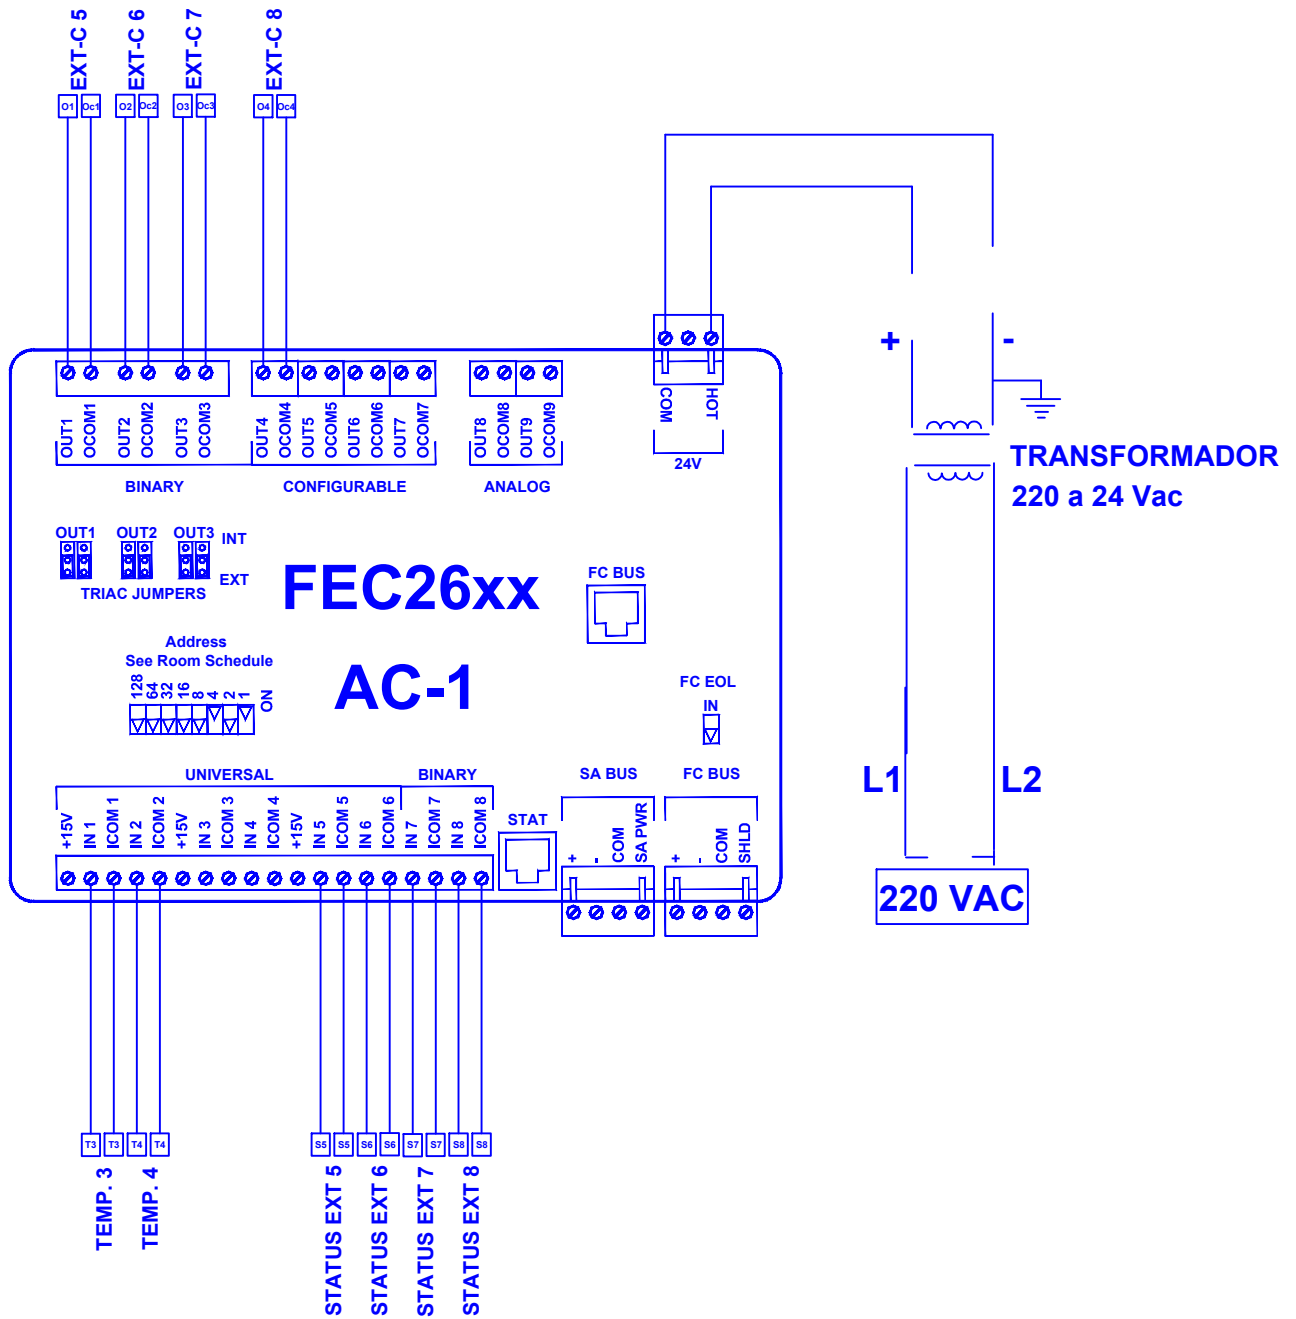 EXT-C 5
EXT-C 6
EXT-C 7
EXT-C 8
O1 Oc1 O2 Oc2 O3 Oc3 O4 Oc4
+ -
OUT1
OCOM1
OUT2
OCOM2
OUT3
OCOM3
OUT4
OCOM4
OUT5
OCOM5
OUT6
OCOM6
OUT7
OCOM7
OUT8
OCOM8
OUT9
OCOM9
COM
HOT
BINARY
CONFIGURABLE
ANALOG
24V
TRANSFORMADOR
220 a 24 Vac
OUT1 OUT2 OUT3 INT
EXT
TRIAC JUMPERS
FEC26xx
AC-1
FC BUS
Address
See Room Schedule
128
64
32
16
8
4
2
1
ON
FC EOL
IN
L1
L2
UNIVERSAL
BINARY
SA BUS
FC BUS
+15V
IN 1
ICOM 1
IN 2
ICOM 2
+15V
IN 3
ICOM 3
IN 4
ICOM 4
+15V
IN 5
ICOM 5
IN 6
ICOM 6
IN 7
ICOM 7
IN 8
ICOM 8
STAT
+
-
COM
SA PWR
+
-
COM
SHLD
220 VAC
T3 T3 T4 T4 S5 S5 S6 S6 S7 S7 S8 S8
TEMP. 3
TEMP. 4
STATUS EXT 5
STATUS EXT 6
STATUS EXT 7
STATUS EXT 8